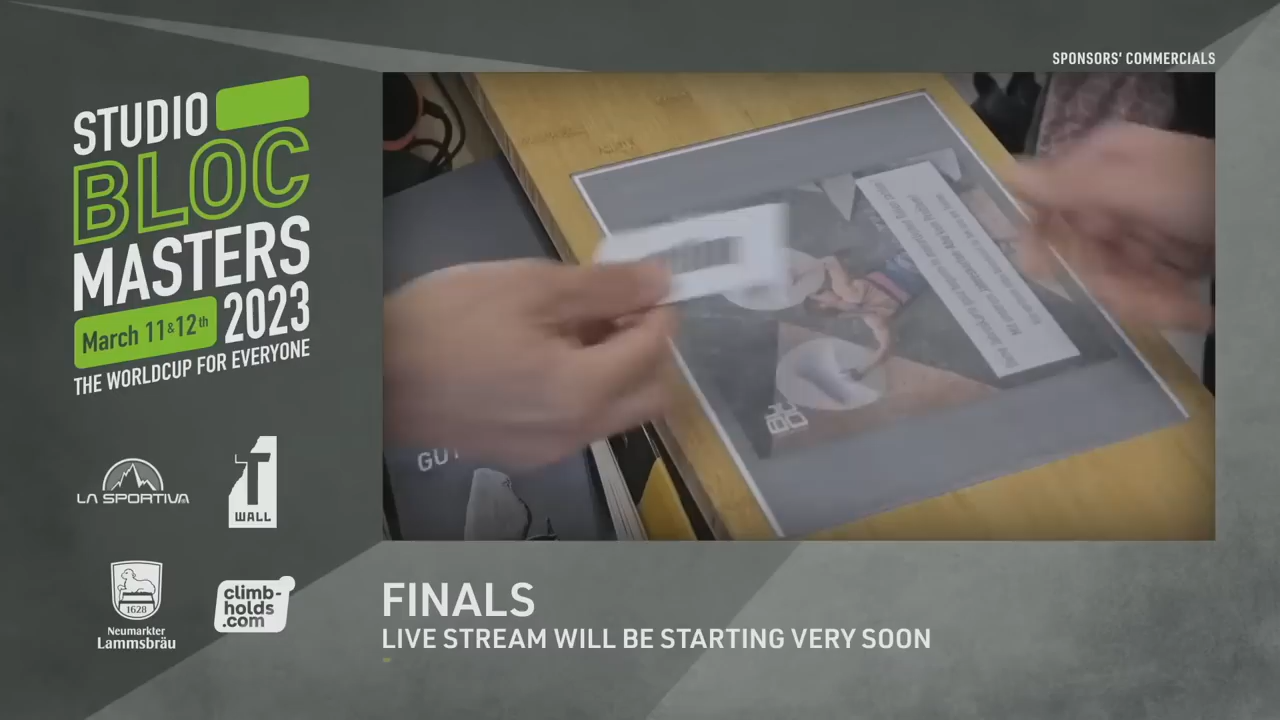 SPONSORS' COMMERCIALS
STUDIO
BLOC
MASTERS
March 11&12th 2023
THE WORLDCUP FOR EVERYONE
GUT
LA SPORTIVA
T
WALL
1628
Neumarkter
Lammsbräu
climb-
holds
.com
FINALS
LIVE STREAM WILL BE STARTING VERY SOON